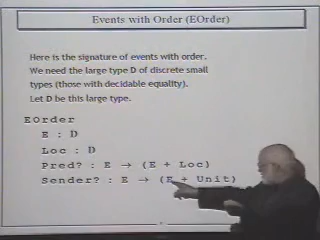 Events with Order (EOrder)
Here is the signature of events with order.
We need the large type D of discrete small
types (those with decidable equality).
Let D be this large type.
EOrder
E : D
Loc : D
Pred? : E → (E + Loc)
Sender? : E → (E + Unit)